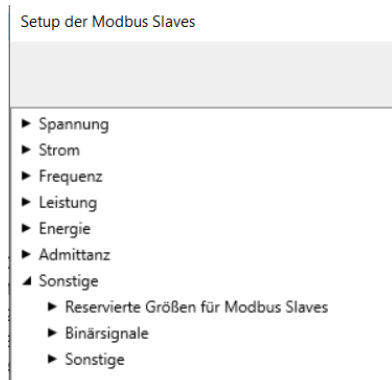 Setup der Modbus Slaves
Spannung
Strom
Frequenz
Leistung
Energie
Admittanz
Sonstige
Reservierte Größen für Modbus Slaves
Binärsignale
Sonstige